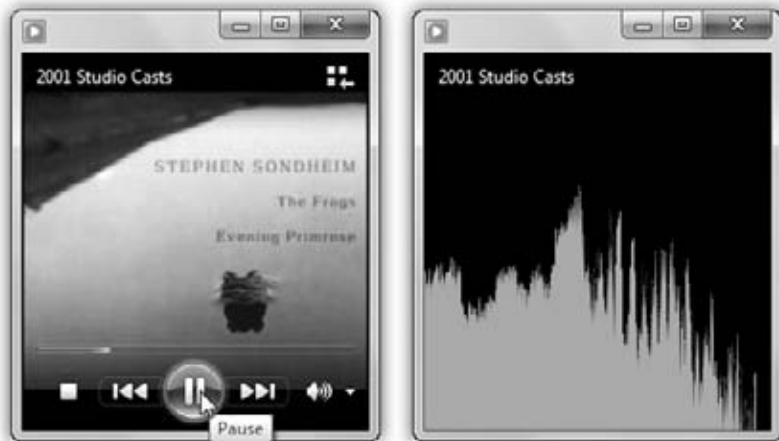 2001 Studio Casts
STEPHEN SONDHEIM
The Frogs
Evening Primrose
Pause
2001 Studio Casts